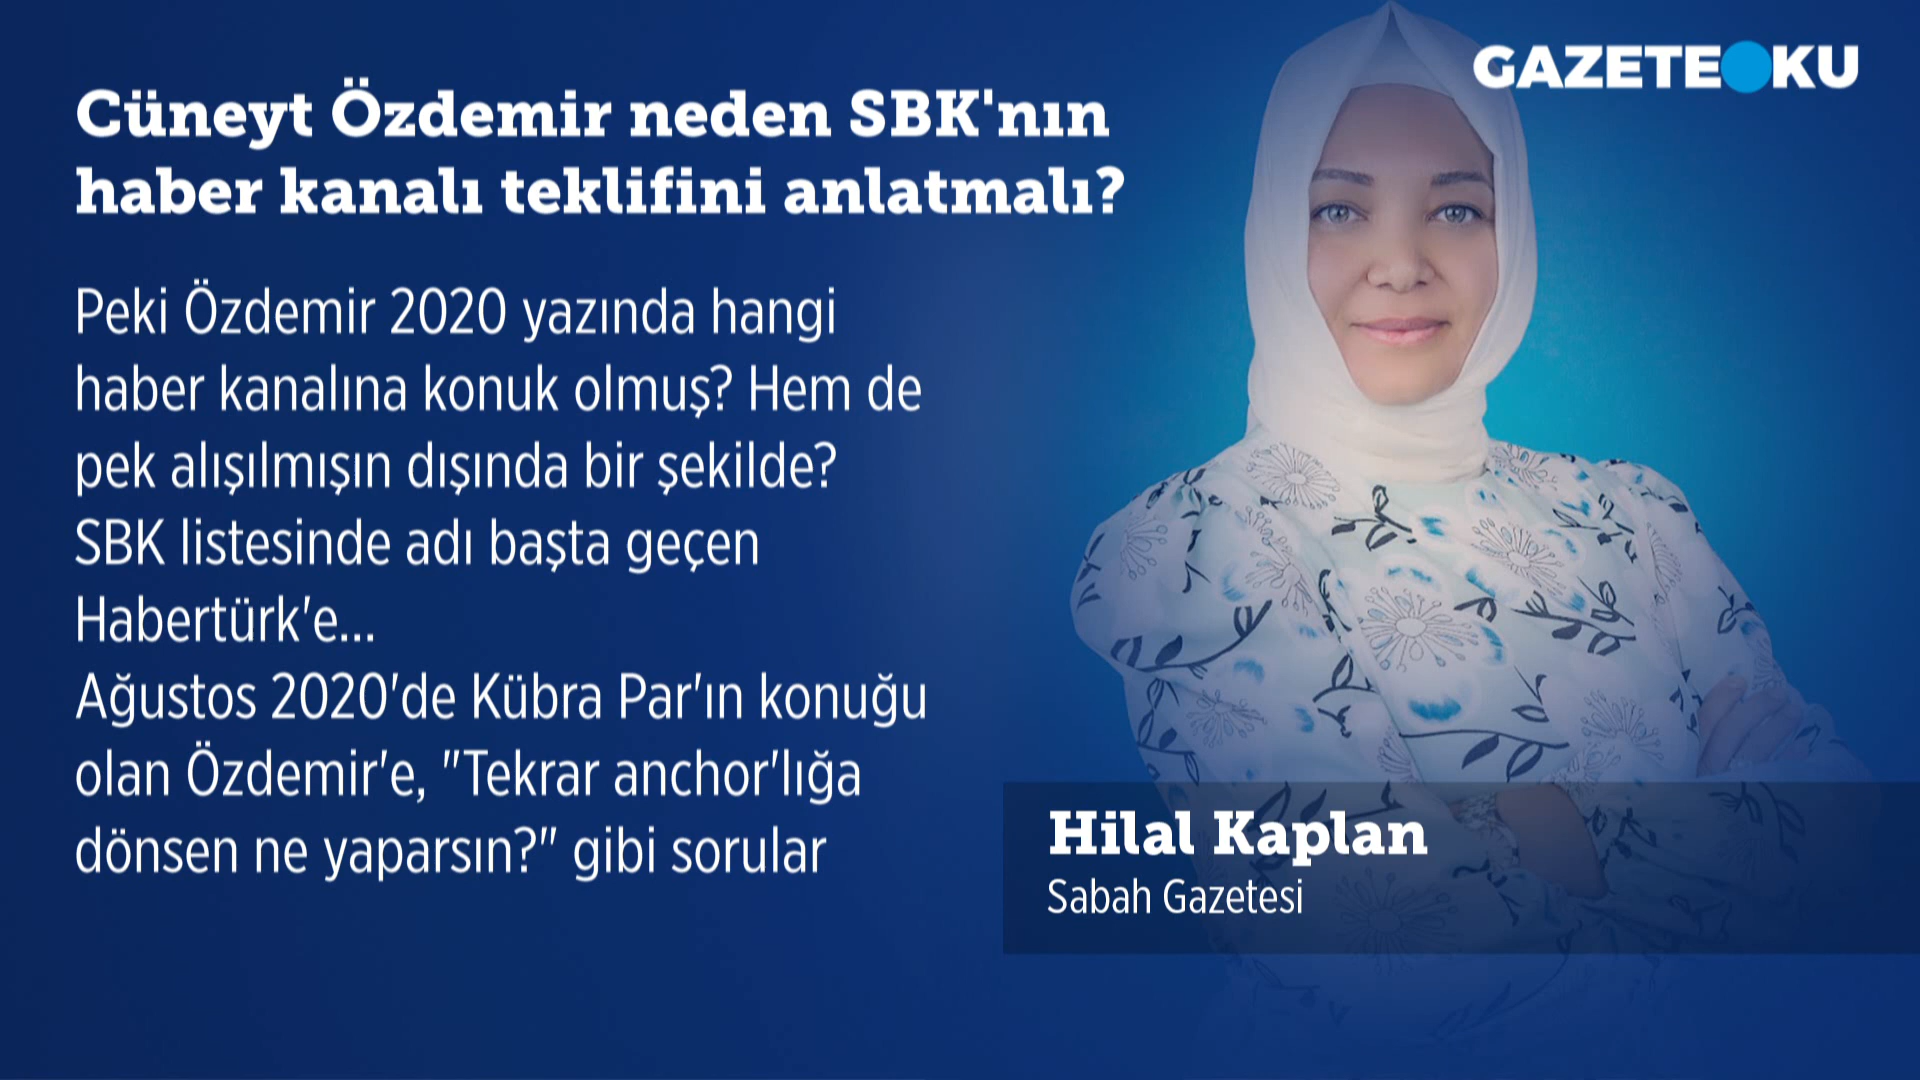 GAZETEOKU
Cüneyt Özdemir neden SBK'nın
haber kanalı teklifini anlatmalı?
Peki Özdemir 2020 yazında hangi
haber kanalına konuk olmuş? Hem de
pek alışılmışın dışında bir şekilde?
SBK listesinde adı başta geçen
Habertürk'e...
Ağustos 2020'de Kübra Par'ın konuğu
olan Özdemir'e, "Tekrar anchor'lığa
dönsen ne yaparsın?" gibi sorular
Hilal Kaplan
Sabah Gazetesi